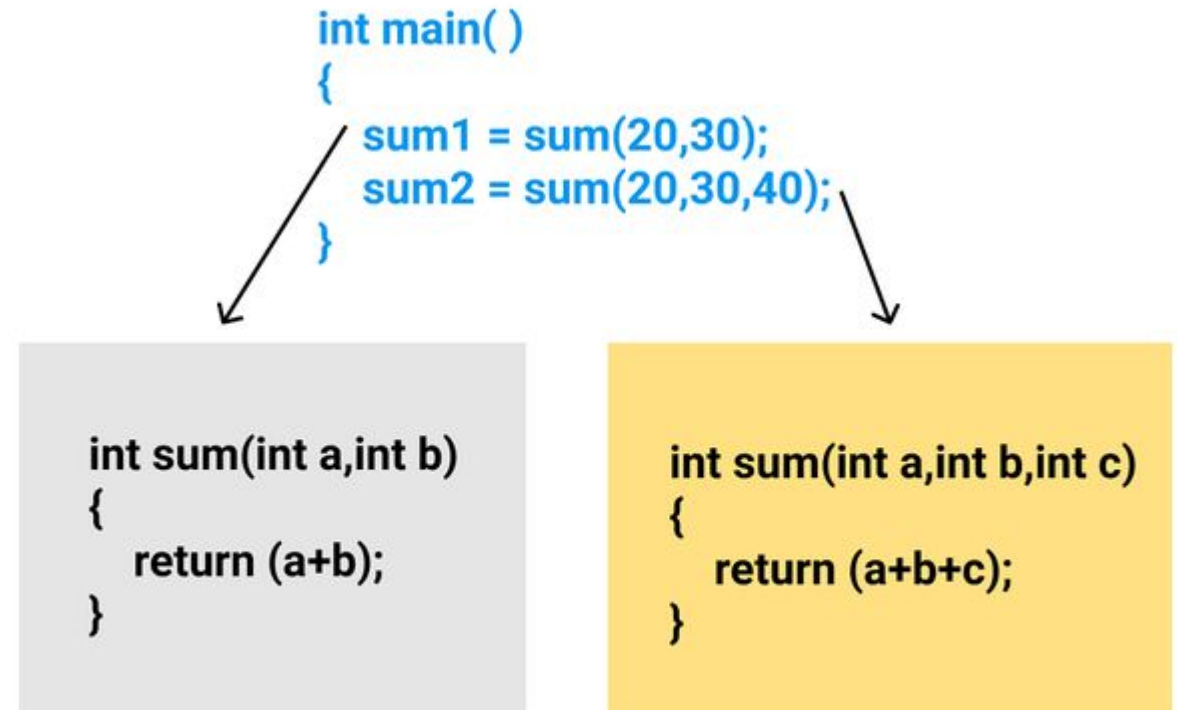 int main( )
{
sum1 = sum(20,30);
sum2 = sum(20,30,40);
}
int sum(int a,int b)
{
return (a+b);
}
int sum(int a,int b,int c)
{
return (a+b+c);
}